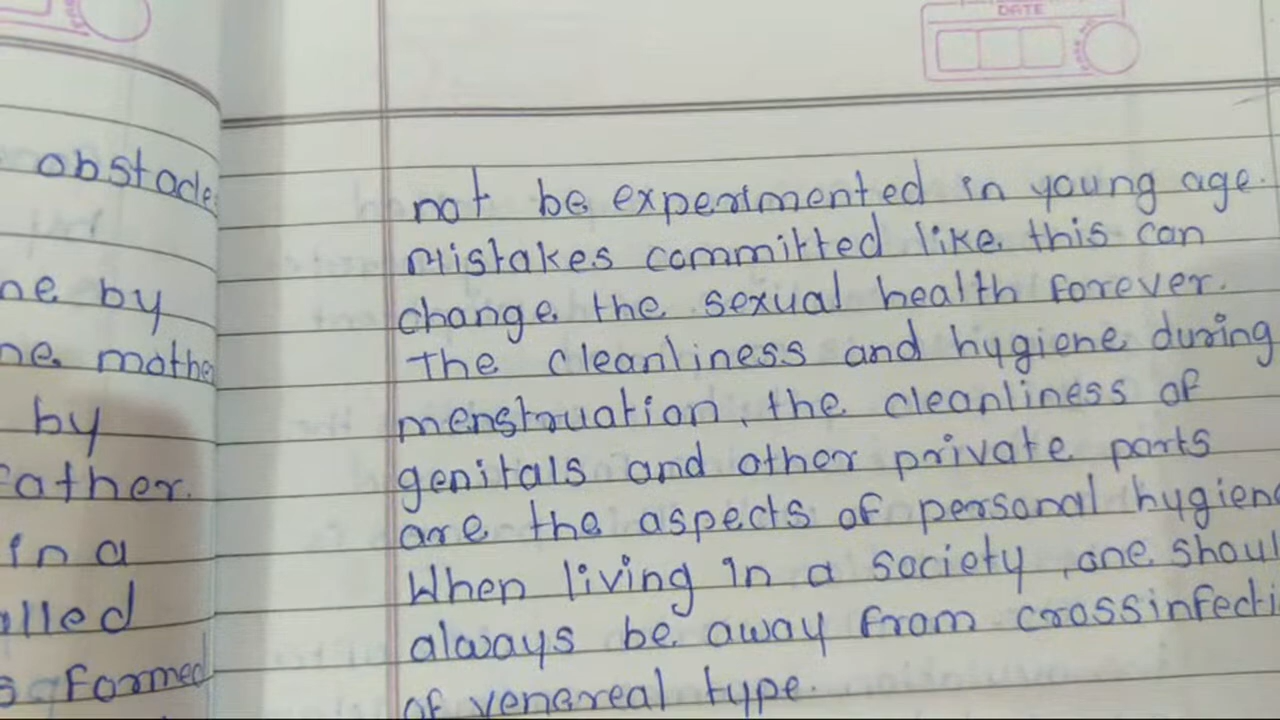 DATE
obstacle
ne by
ne mothe
by
father.
in a
alled
s formed
not be experimented in young age.
Mistakes committed like this can
change the sexual health forever.
The cleanliness and hygiene during
menstruation, the cleanliness of
genitals and other private parts
are the aspects of personal hygiene
When living in a society, one shoul
always be away from crossinfecti
of venereal type.